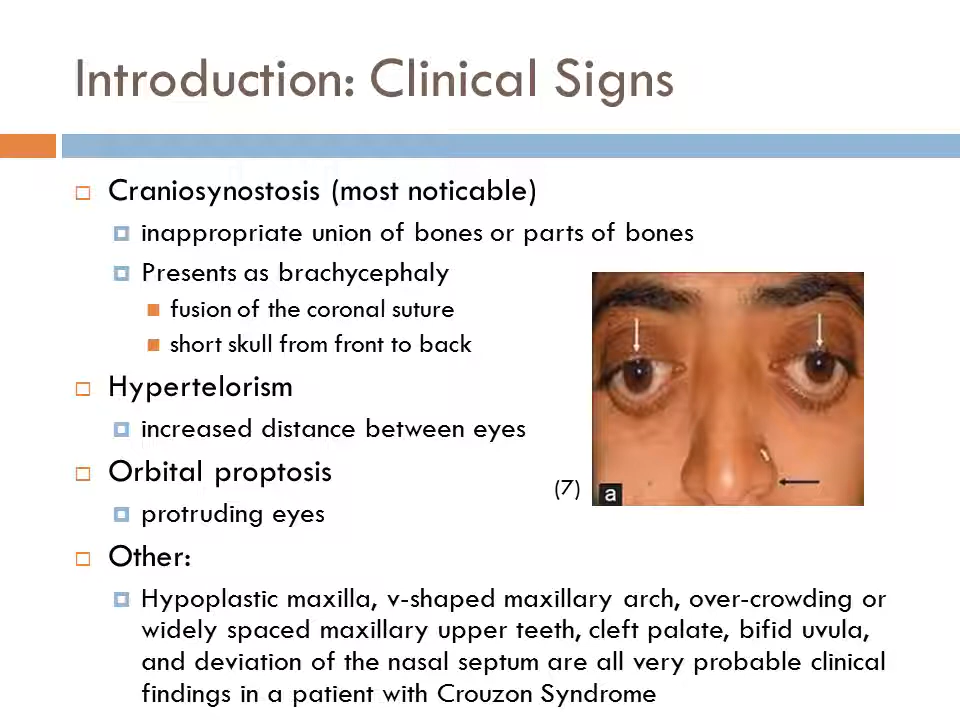 Introduction: Clinical Signs
Craniosynostosis (most noticable)
inappropriate union of bones or parts of bones
Presents as brachycephaly
fusion of the coronal suture
short skull from front to back
Hypertelorism
increased distance between eyes
Orbital proptosis
protruding eyes
(7)
a
Other:
Hypoplastic maxilla, v-shaped maxillary arch, over-crowding or
widely spaced maxillary upper teeth, cleft palate, bifid uvula,
and deviation of the nasal septum are all very probable clinical
findings in a patient with Crouzon Syndrome